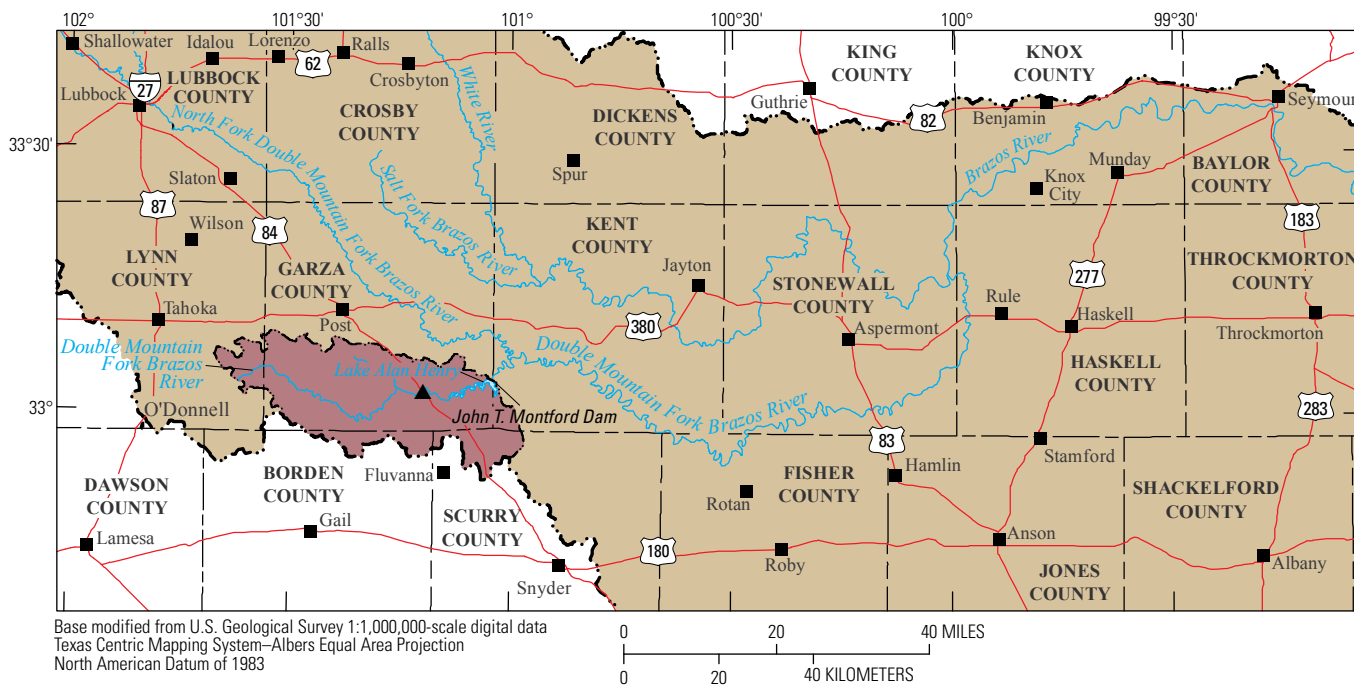 102°
101°30'
101°
100°30'
100°
99°30'
Shallowater
Idalou
Lorenzo
Ralls
62
Crosbyton
White River
KING
COUNTY
KNOX
COUNTY
LUBBOCK
COUNTY
27
Lubbock
CROSBY
COUNTY
DICKENS
COUNTY
Guthrie
82
Benjamin
Seymour
North Fork Double Mountain Fork Brazos River
33°30'
Salt Fork Brazos River
Spur
Brazos River
Munday
BAYLOR
COUNTY
Slaton
Knox
City
87
Wilson
84
KENT
COUNTY
183
LYNN
COUNTY
GARZA
COUNTY
Jayton
STONEWALL
COUNTY
277
THROCKMORTON
COUNTY
Tahoka
Post
380
Rule
Haskell
Throckmorton
Aspermont
Double Mountain
Fork Brazos
River
Lake Alan Henry
Double Mountain Fork Brazos River
HASKELL
COUNTY
33°
O'Donnell
John T. Montford Dam
283
83
Stamford
DAWSON
COUNTY
BORDEN
COUNTY
Fluvanna
FISHER
COUNTY
Hamlin
SHACKELFORD
COUNTY
Rotan
SCURRY
COUNTY
Gail
Lamesa
180
Roby
Anson
Albany
Snyder
JONES
COUNTY
Base modified from U.S. Geological Survey 1:1,000,000-scale digital data
Texas Centric Mapping System–Albers Equal Area Projection
North American Datum of 1983
0 20 40 MILES
0 20 40 KILOMETERS